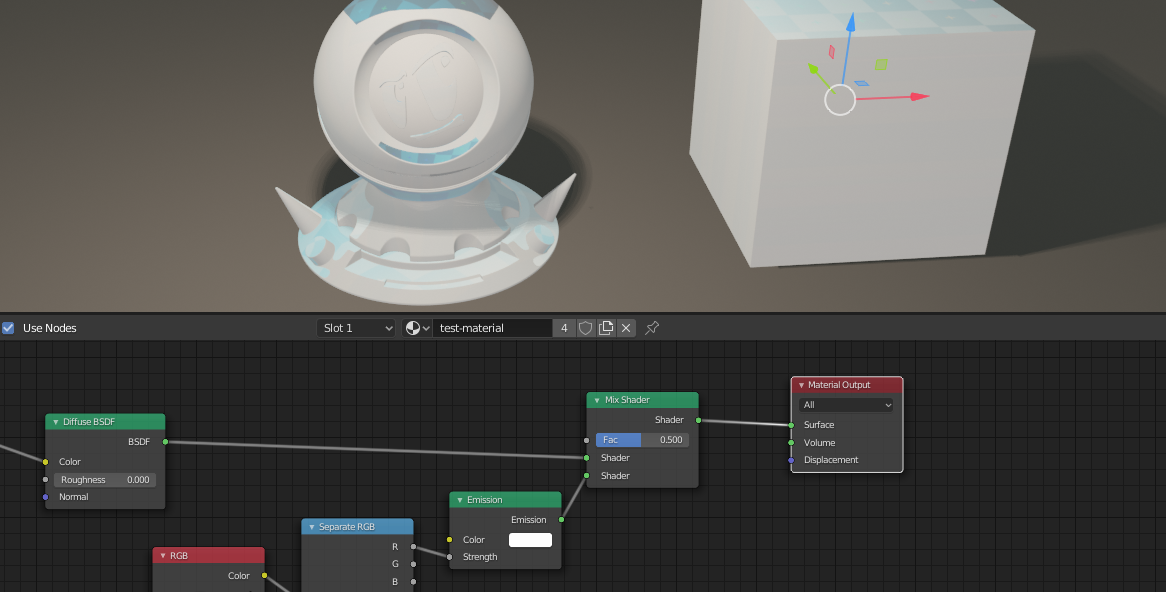 Use Nodes
Slot 1
test-material
4
Diffuse BSDF
BSDF
Color
Roughness 0.000
Normal
RGB
Color
Separate RGB
R
G
B
Emission
Emission
Color
Strength
Mix Shader
Shader
Fac 0.500
Shader
Shader
Material Output
All
Surface
Volume
Displacement